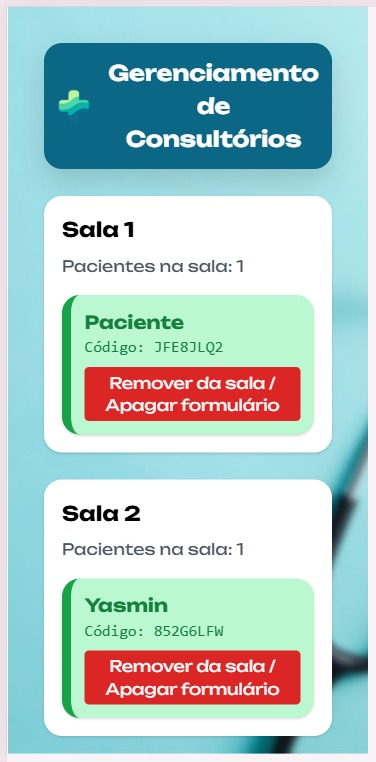 Gerenciamento
de
Consultórios
Sala 1
Pacientes na sala: 1
Paciente
Código: JFE8JLQ2
Remover da sala /
Apagar formulário
Sala 2
Pacientes na sala: 1
Yasmin
Código: 852G6LFW
Remover da sala /
Apagar formulário